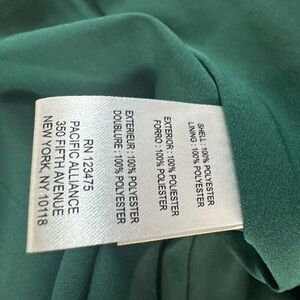 SHELL: 100% POLYESTER
LINING : 100% POLYESTER
EXTERIOR : 100% POLIESTER
FORRO : 100% POLIESTER
EXTERIEUR : 100% POLYESTER
DOUBLURE : 100% POLYESTER
RN 123475
PACIFIC ALLIANCE
350 FIFTH AVENUE
NEW YORK, NY 10118